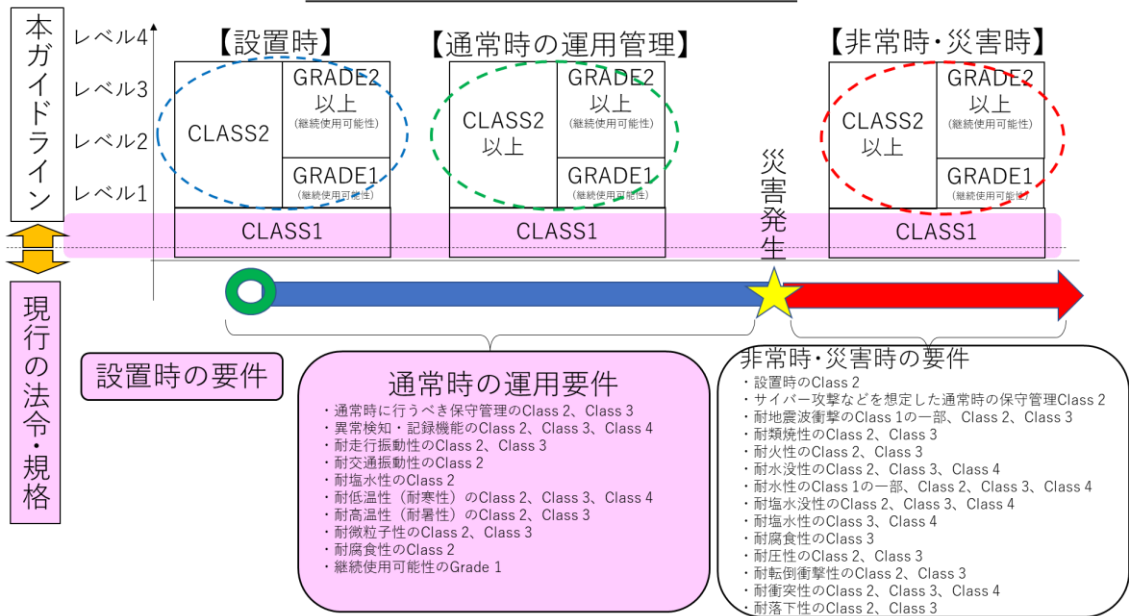 本ガイドライン
レベル4
レベル3
レベル2
レベル1
【設置時】
CLASS2
GRADE2
以上
(継続使用可能性)
GRADE1
(継続使用可能性)
CLASS1
【通常時の運用管理】
CLASS2
以上
GRADE2
以上
(継続使用可能性)
GRADE1
(継続使用可能性)
CLASS1
災害発生
【非常時・災害時】
CLASS2
以上
GRADE2
以上
(継続使用可能性)
GRADE1
(継続使用可能性)
CLASS1
現行の法令・規格
設置時の要件
通常時の運用要件
・通常時に行うべき保守管理のClass 2、Class 3
・異常検知・記録機能のClass 2、Class 3、Class 4
・耐走行振動性のClass 2、Class 3
・耐交通振動性のClass 2
・耐塩水性のClass 2
・耐低温性（耐寒性）のClass 2、Class 3、Class 4
・耐高温性（耐暑性）のClass 2、Class 3
・耐微粒子性のClass 2、Class 3
・耐腐食性のClass 2
・継続使用可能性のGrade 1
非常時・災害時の要件
・設置時のClass 2
・サイバー攻撃などを想定した通常時の保守管理Class 2
・耐地震波衝撃のClass 1の一部、Class 2、Class 3
・耐類焼性のClass 2、Class 3
・耐火性のClass 2、Class 3
・耐水没性のClass 2、Class 3、Class 4
・耐水性のClass 1の一部、Class 2、Class 3、Class 4
・耐塩水没性のClass 2、Class 3、Class 4
・耐塩水性のClass 3、Class 4
・耐腐食性のClass 3
・耐圧性のClass 2、Class 3
・耐転倒衝撃性のClass 2、Class 3
・耐衝突性のClass 2、Class 3、Class 4
・耐落下性のClass 2、Class 3